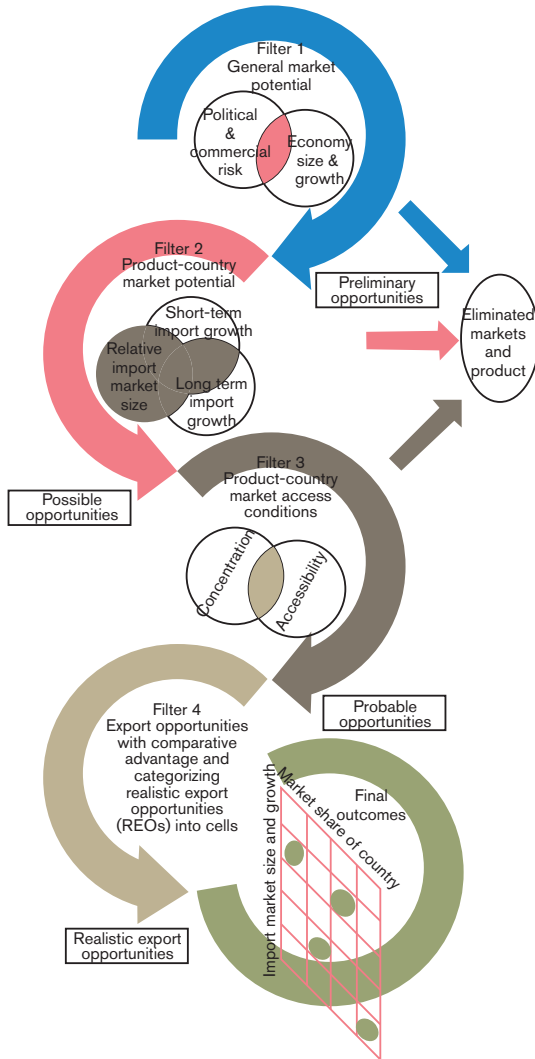 Filter 1
General market
potential
Political &
commercial
risk
Economy
size &
growth
Preliminary
opportunities
Eliminated
markets
and
product
Filter 2
Product-country
market potential
Short-term
import growth
Relative
import
market
size
Long term
import
growth
Possible
opportunities
Filter 3
Product-country
market access
conditions
Concentration
Accessibility
Probable
opportunities
Filter 4
Export opportunities
with comparative
advantage and
categorizing
realistic export
opportunities
(REOs) into cells
Realistic export
opportunities
Final
outcomes
Market share of country
Import market size and growth